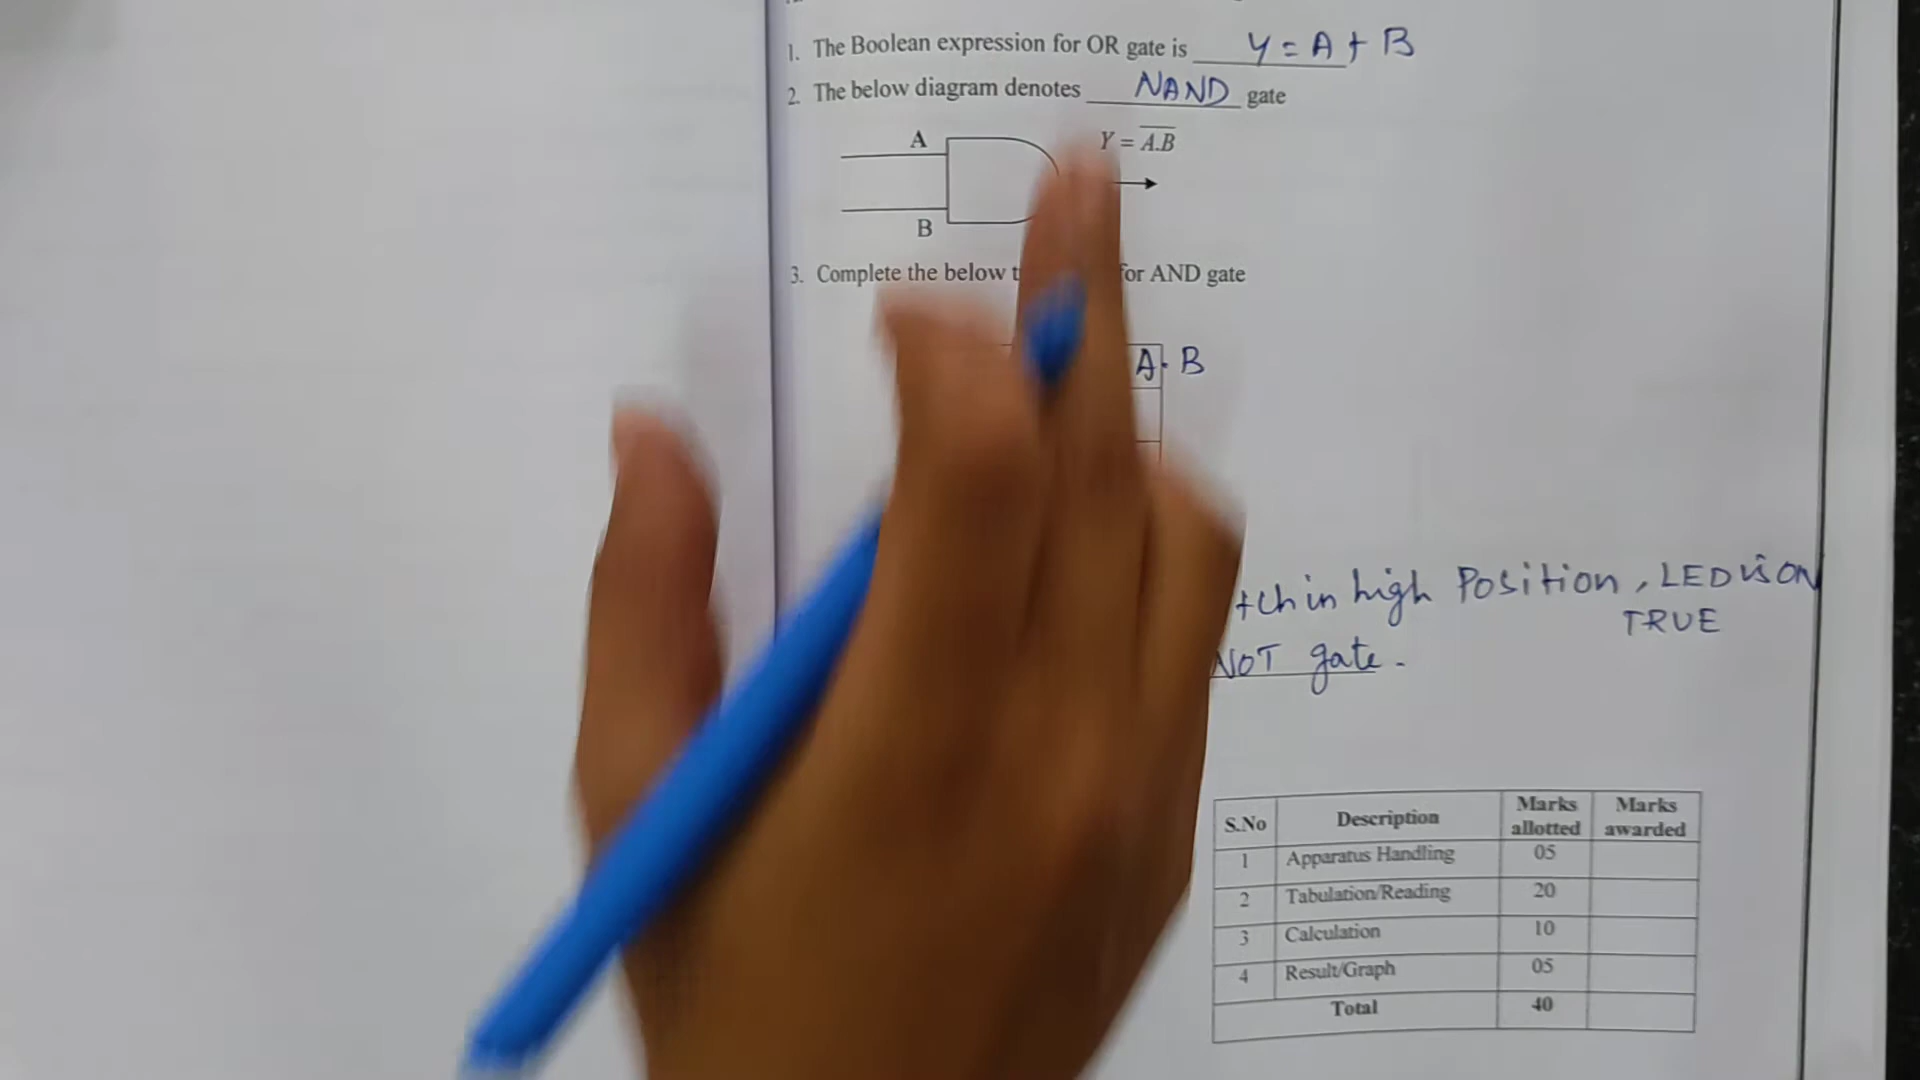 1. The Boolean expression for OR gate is Y = A + B
2. The below diagram denotes NAND gate
A
Y = \overline{A.B}
B
3. Complete the below for AND gate
A . B
in high Position, LED is ON
TRUE
NOT gate.
S.No Description Marks allotted Marks awarded
1 Apparatus Handling 05
2 Tabulation/Reading 20
3 Calculation 10
4 Result/Graph 05
Total 40